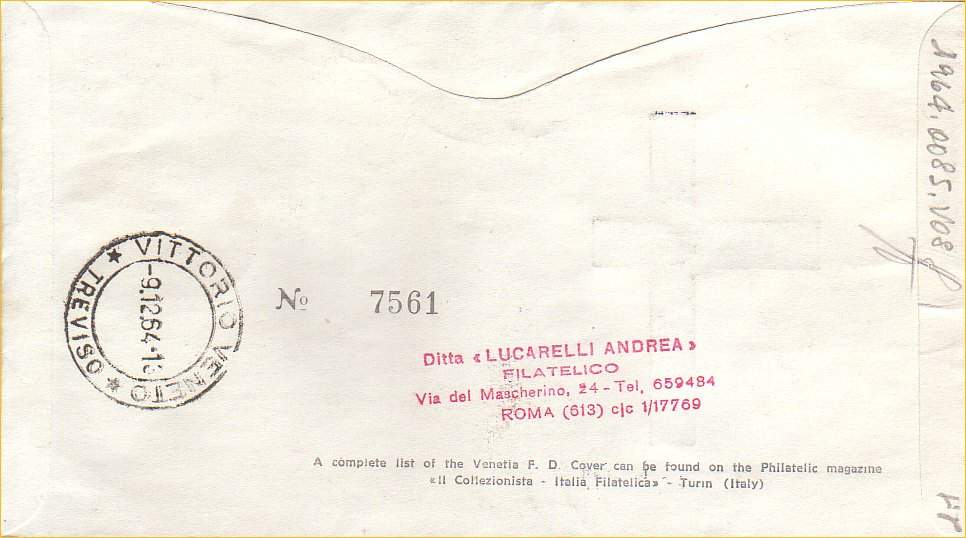 1964.0085.V08
VITTORIO VENETO
★ TREVISO ★
-9.12.64-13
No 7561
Ditta « LUCARELLI ANDREA »
FILATELICO
Via del Mascherino, 24 - Tel, 659484
ROMA (613) c/c 1/17769
A complete list of the Venetia F. D. Cover can be found on the Philatelic magazine
«Il Collezionista - Italia Filatelica» - Turin (Italy)